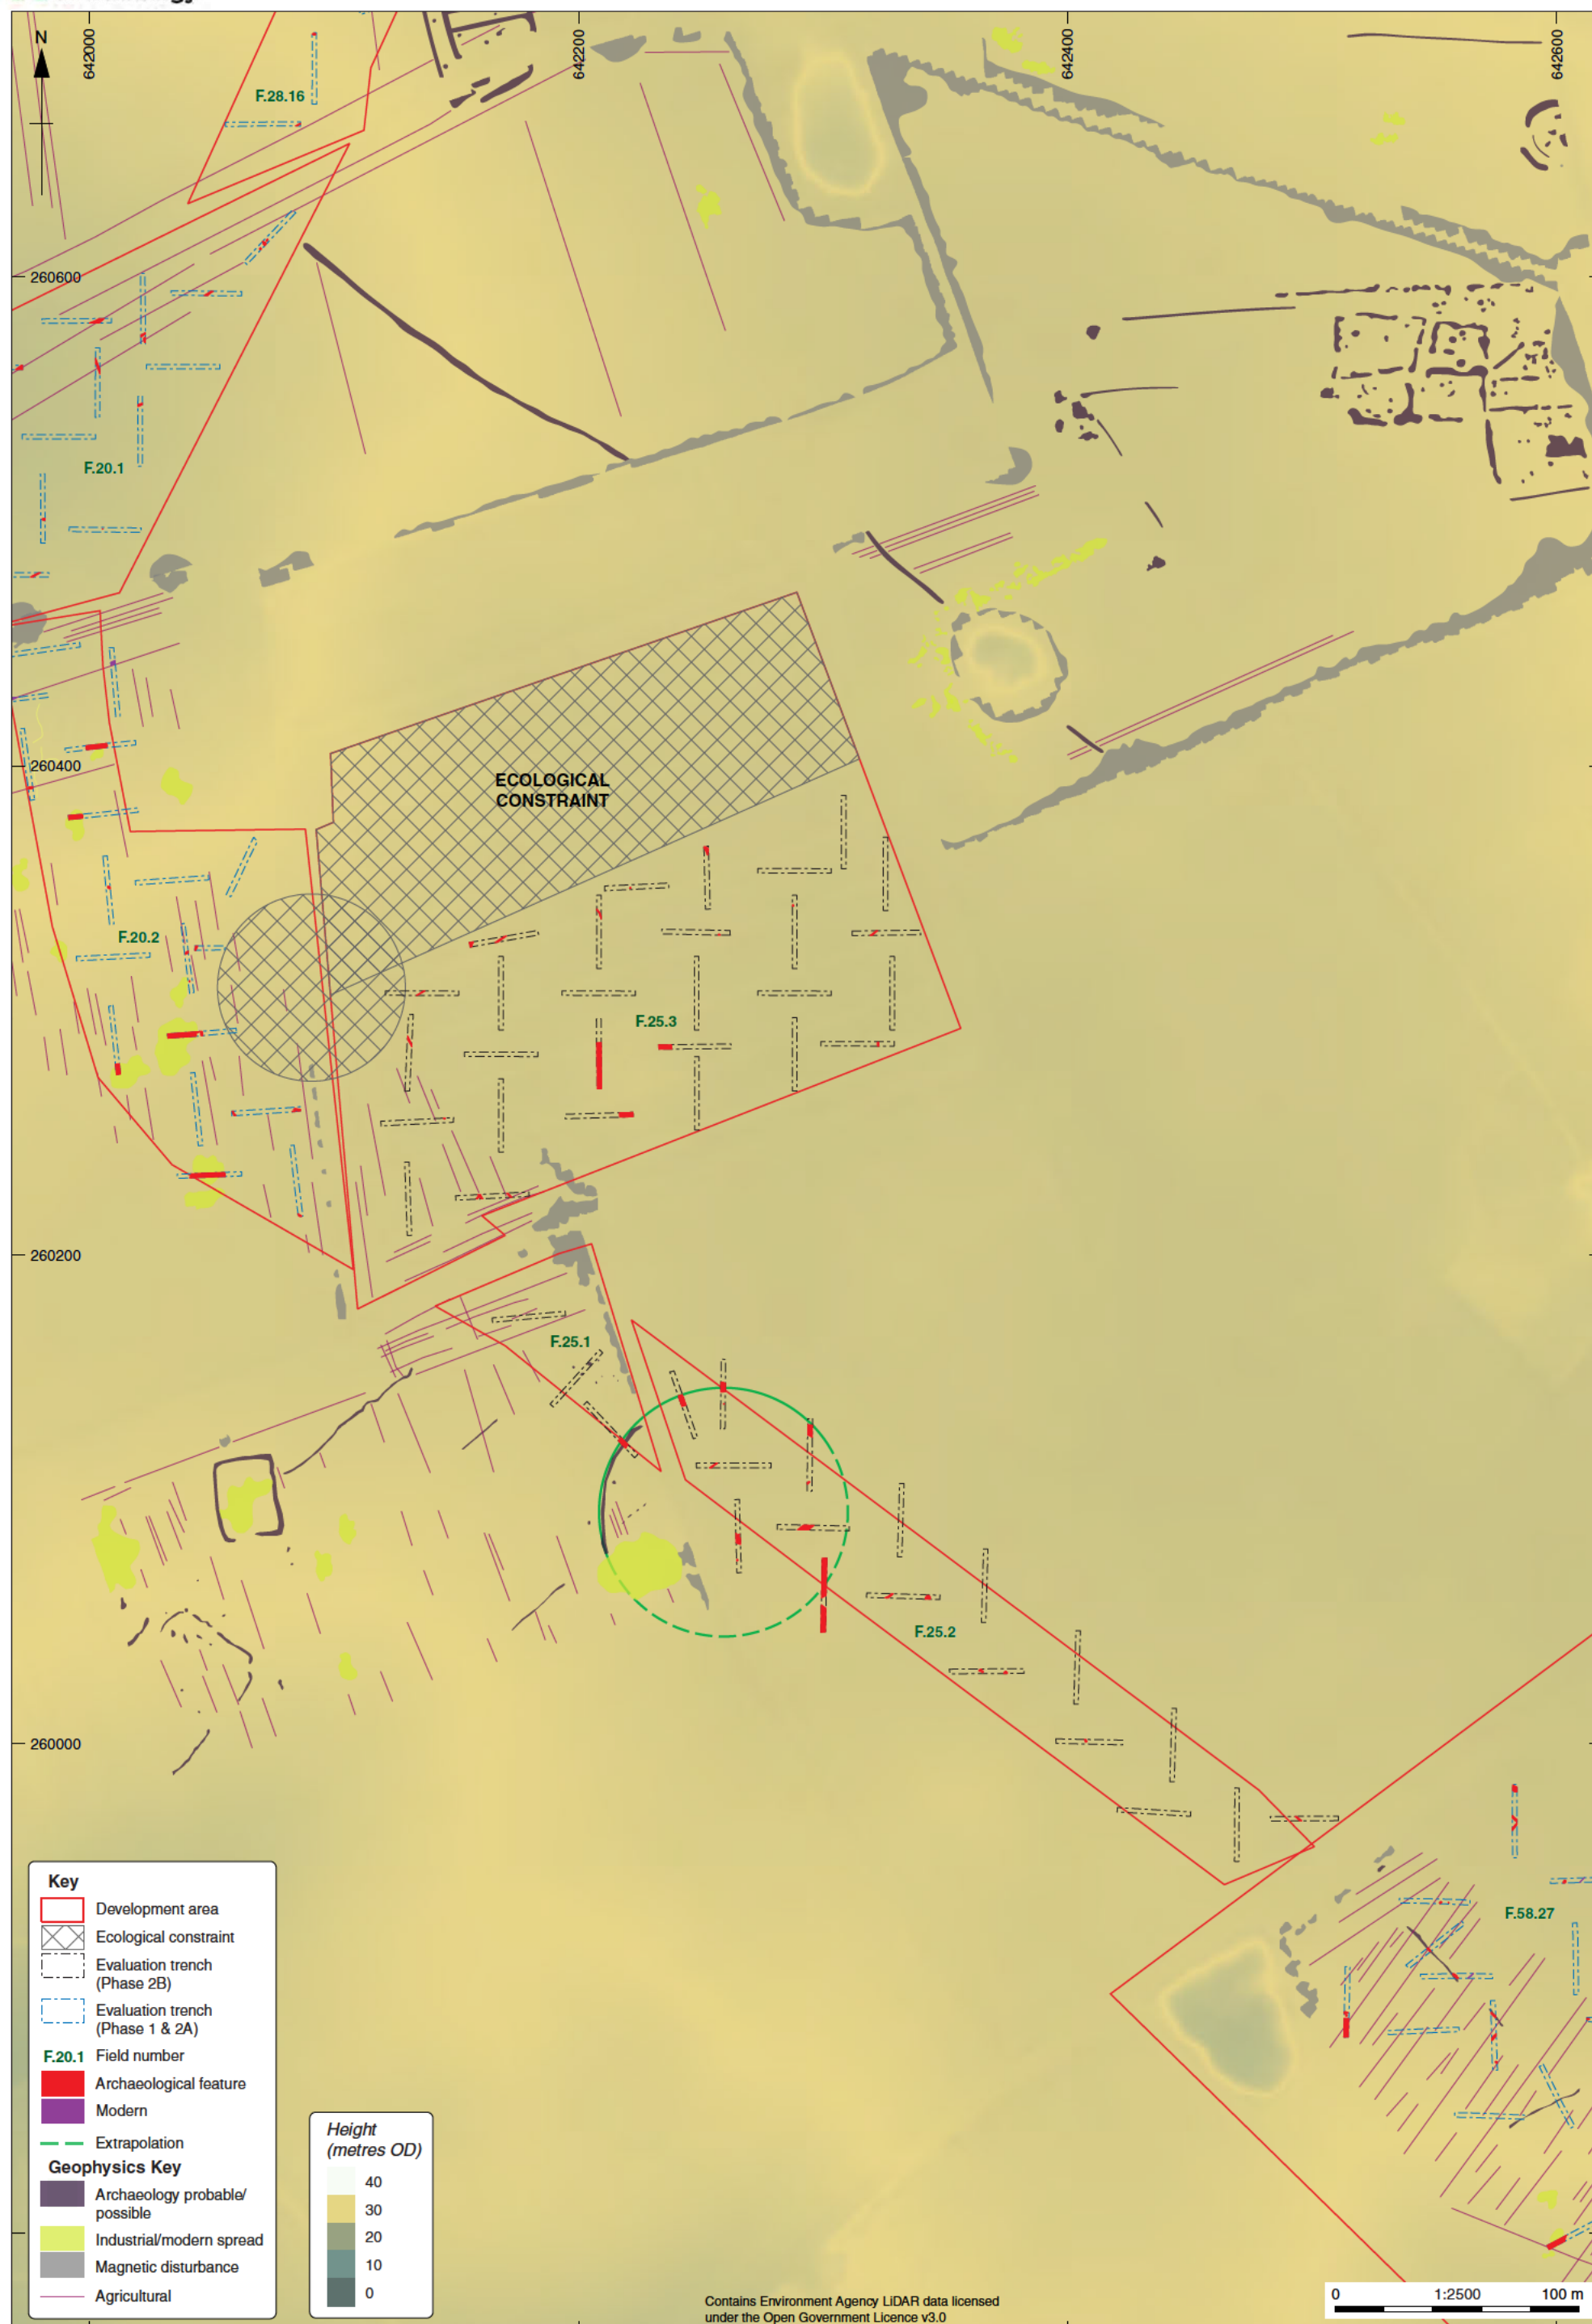 N
642000
642200
642400
642600
F.28.16
260600
F.20.1
ECOLOGICAL
CONSTRAINT
260400
F.20.2
F.25.3
260200
F.25.1
F.25.2
260000
F.58.27
Key
Development area
Ecological constraint
Evaluation trench
(Phase 2B)
Evaluation trench
(Phase 1 & 2A)
F.20.1 Field number
Archaeological feature
Modern
Extrapolation
Geophysics Key
Archaeology probable/
possible
Industrial/modern spread
Magnetic disturbance
Agricultural
Height
(metres OD)
40
30
20
10
0
Contains Environment Agency LiDAR data licensed
under the Open Government Licence v3.0
0 1:2500 100 m